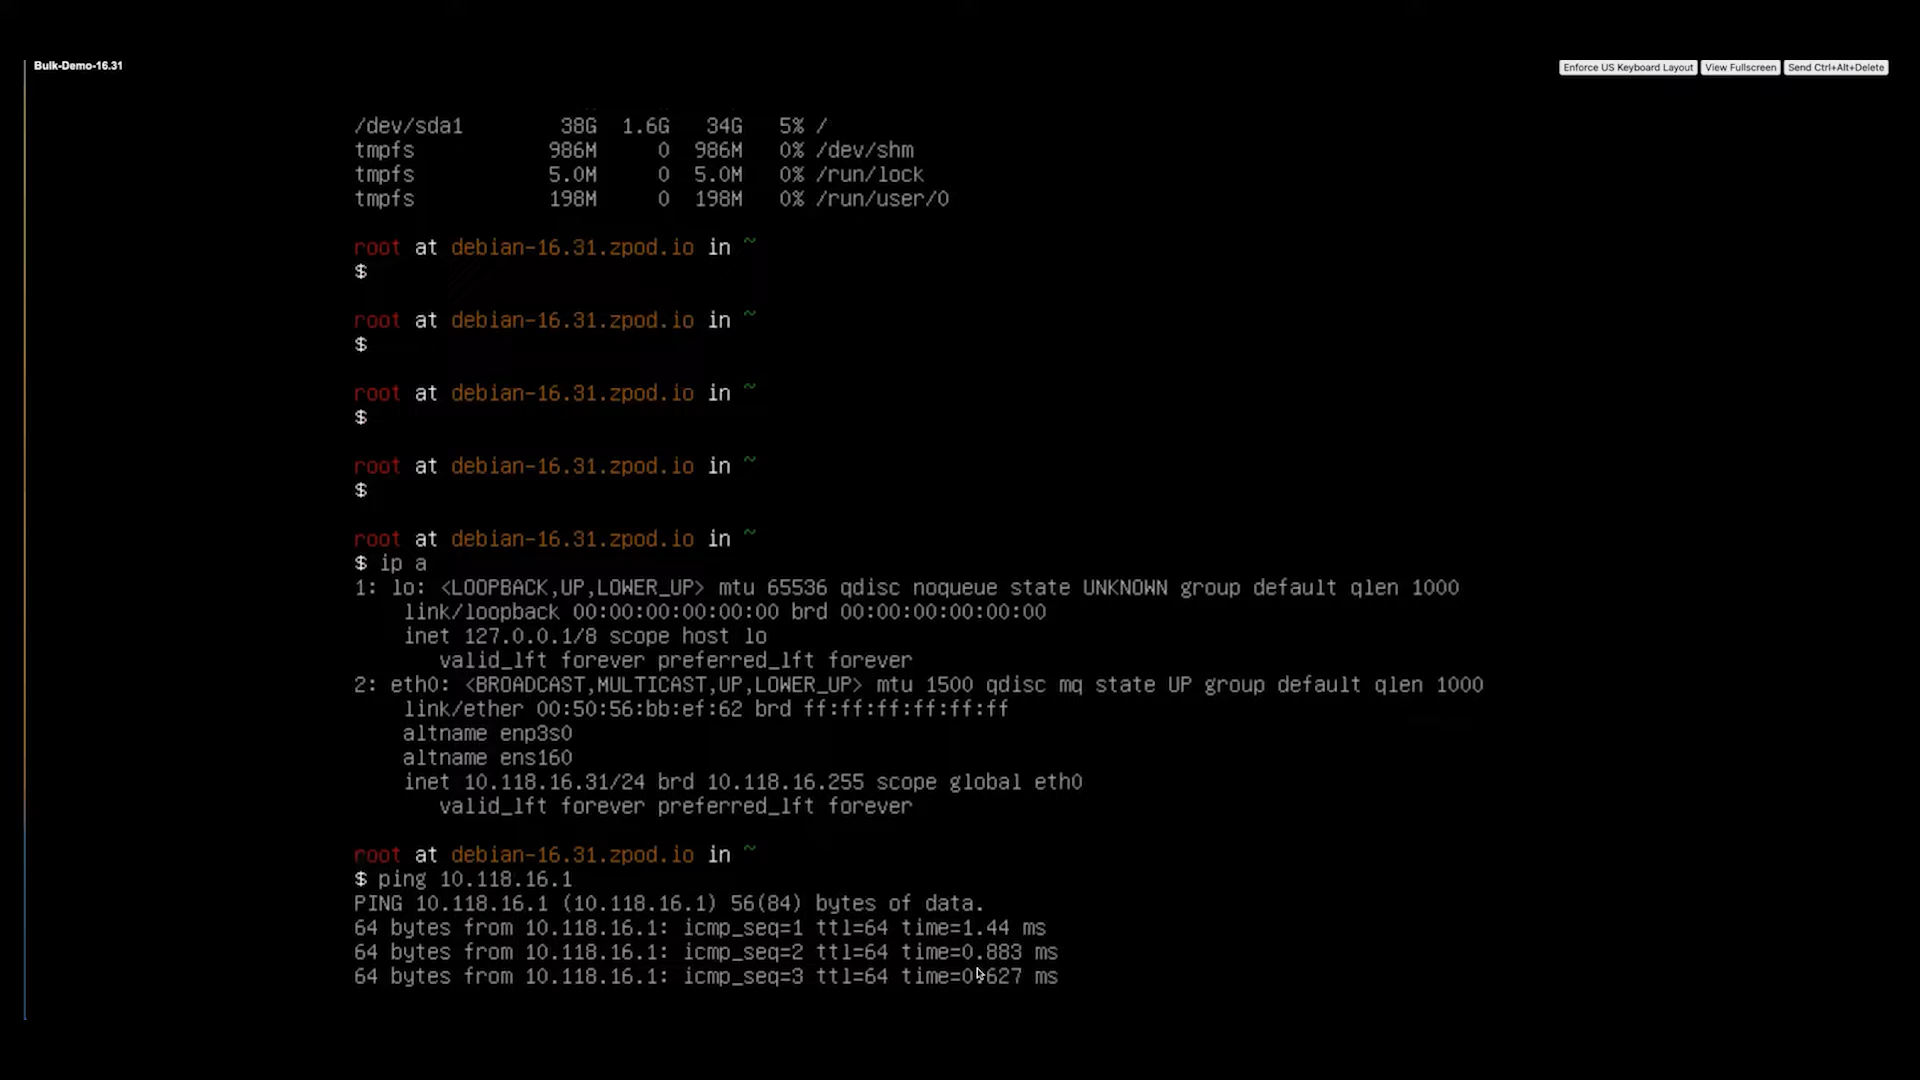 Bulk-Demo-16.31
Enforce US Keyboard Layout View Fullscreen Send Ctrl+Alt+Delete
/dev/sda1 38G 1.6G 34G 5% /
tmpfs 986M 0 986M 0% /dev/shm
tmpfs 5.0M 0 5.0M 0% /run/lock
tmpfs 198M 0 198M 0% /run/user/0
root at debian-16.31.zpod.io in ~
$
root at debian-16.31.zpod.io in ~
$
root at debian-16.31.zpod.io in ~
$
root at debian-16.31.zpod.io in ~
$
root at debian-16.31.zpod.io in ~
$ ip a
1: lo: <LOOPBACK,UP,LOWER_UP> mtu 65536 qdisc noqueue state UNKNOWN group default qlen 1000
link/loopback 00:00:00:00:00:00 brd 00:00:00:00:00:00
inet 127.0.0.1/8 scope host lo
valid_lft forever preferred_lft forever
2: eth0: <BROADCAST,MULTICAST,UP,LOWER_UP> mtu 1500 qdisc mq state UP group default qlen 1000
link/ether 00:50:56:bb:ef:62 brd ff:ff:ff:ff:ff:ff
altname enp3s0
altname ens160
inet 10.118.16.31/24 brd 10.118.16.255 scope global eth0
valid_lft forever preferred_lft forever
root at debian-16.31.zpod.io in ~
$ ping 10.118.16.1
PING 10.118.16.1 (10.118.16.1) 56(84) bytes of data.
64 bytes from 10.118.16.1: icmp_seq=1 ttl=64 time=1.44 ms
64 bytes from 10.118.16.1: icmp_seq=2 ttl=64 time=0.883 ms
64 bytes from 10.118.16.1: icmp_seq=3 ttl=64 time=0.627 ms